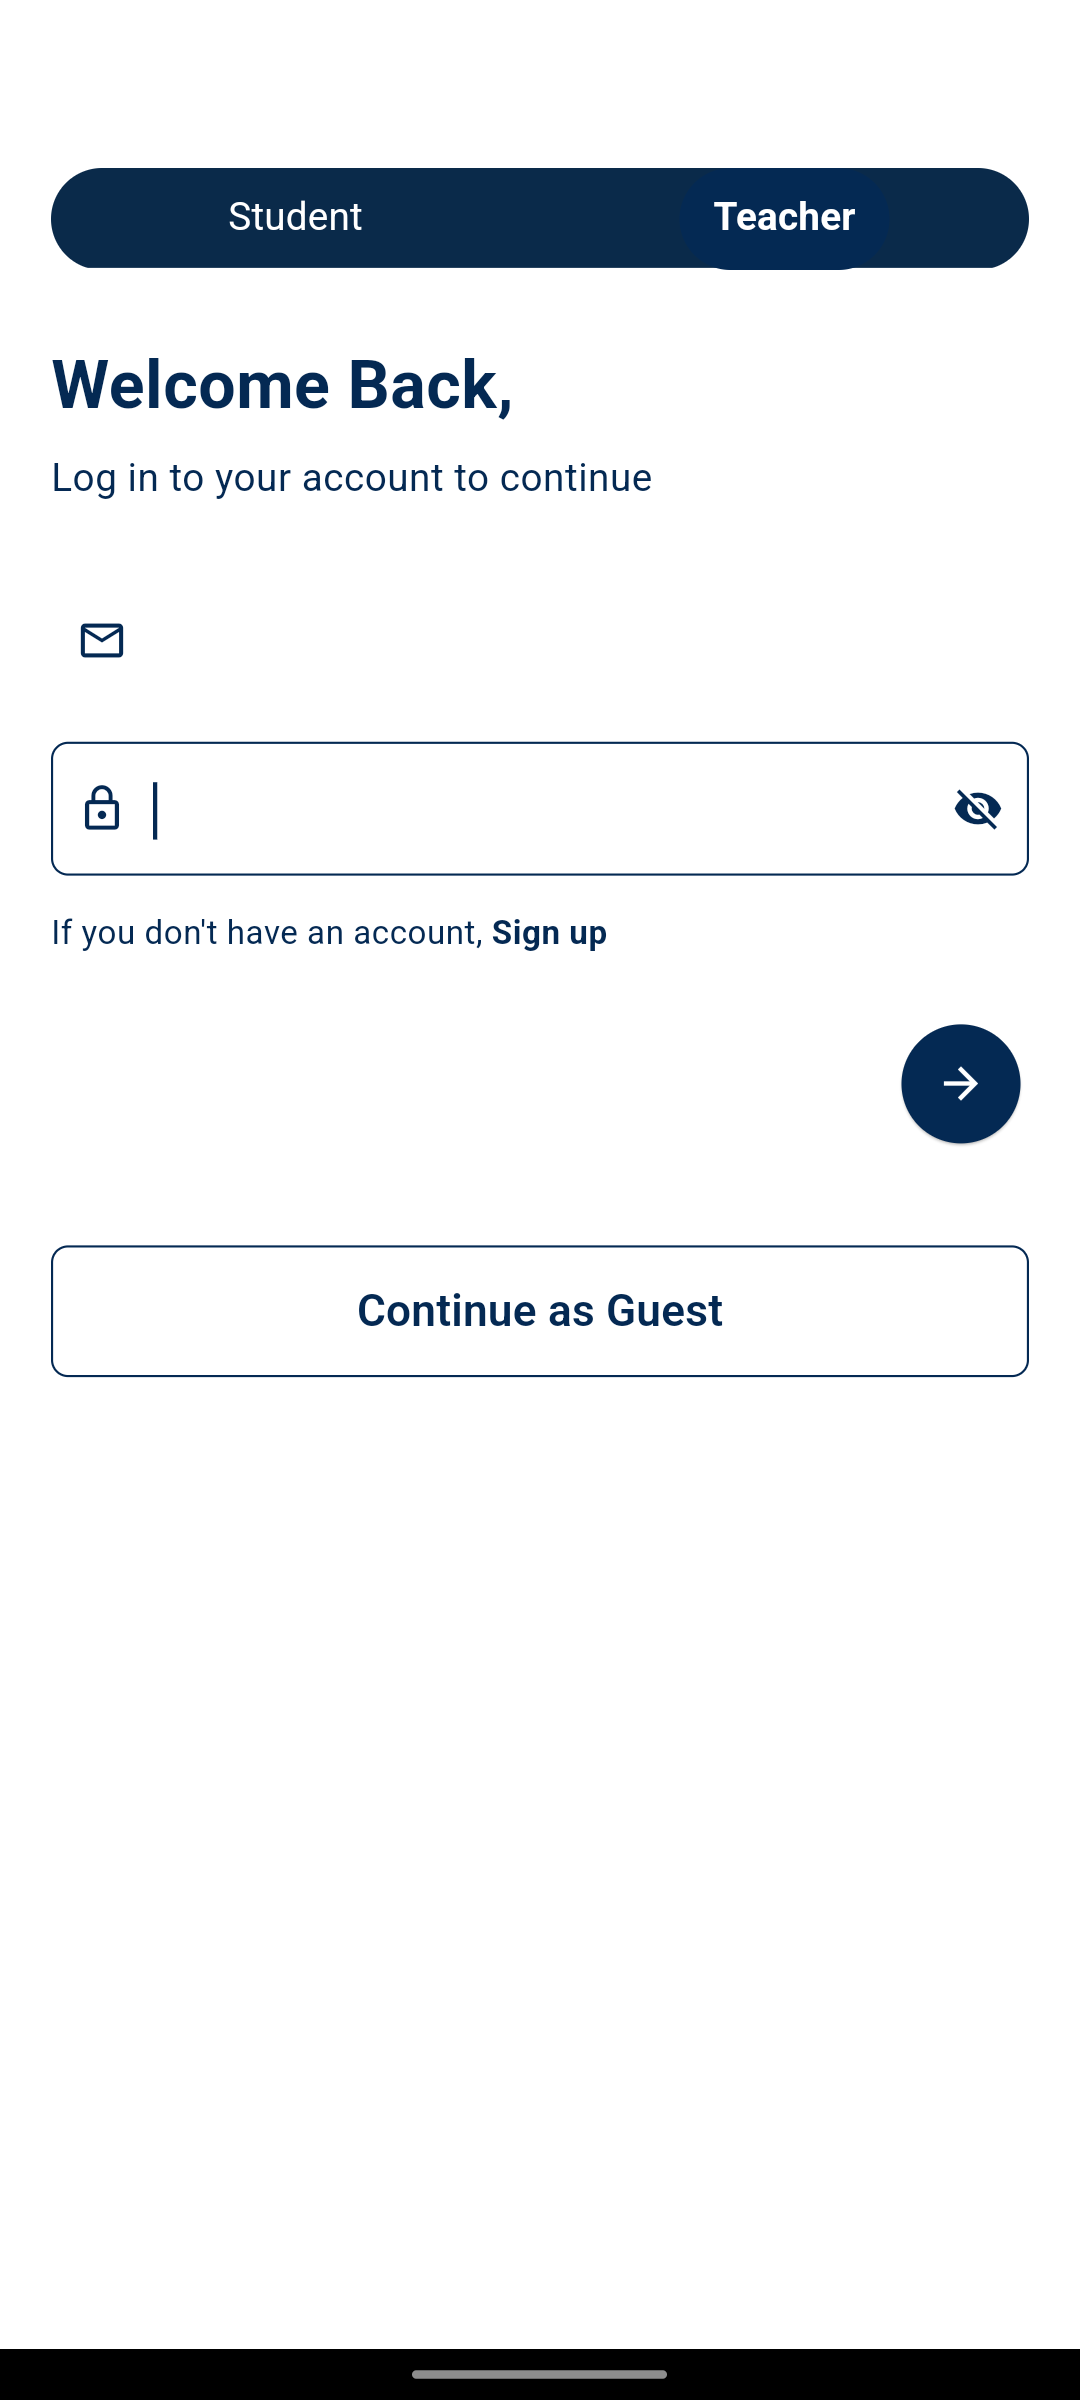 Student Teacher
Welcome Back,
Log in to your account to continue
If you don't have an account, Sign up
Continue as Guest